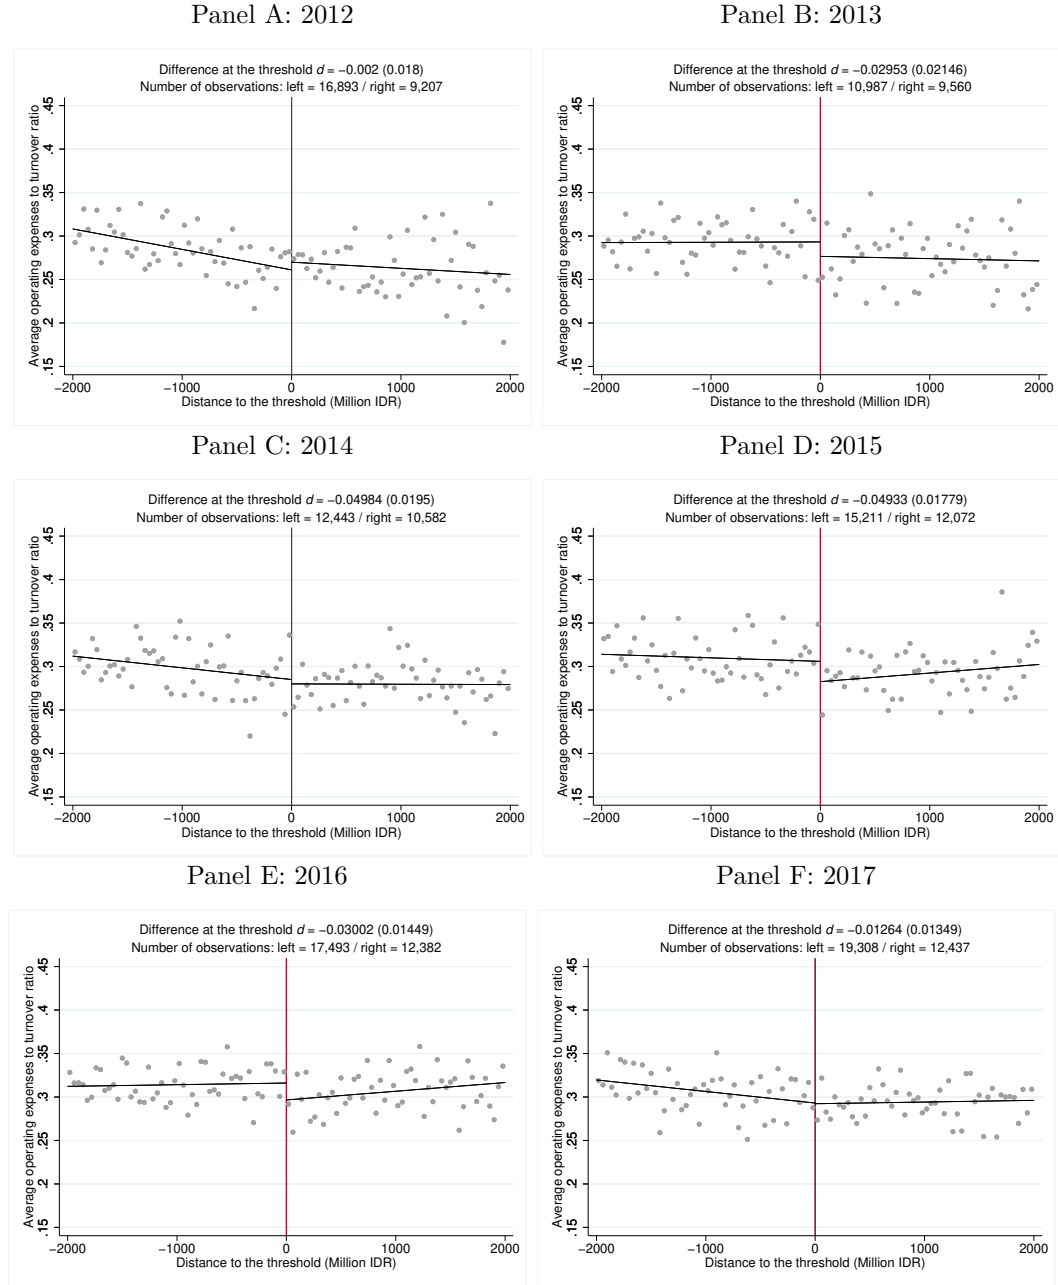 Panel A: 2012
Difference at the threshold d = −0.002 (0.018)
Number of observations: left = 16,893 / right = 9,207
Average operating expenses to turnover ratio
.45
.4
.35
.3
.25
.2
.15
−2000 −1000 0 1000 2000
Distance to the threshold (Million IDR)
Panel B: 2013
Difference at the threshold d = −0.02953 (0.02146)
Number of observations: left = 10,987 / right = 9,560
Average operating expenses to turnover ratio
.45
.4
.35
.3
.25
.2
.15
−2000 −1000 0 1000 2000
Distance to the threshold (Million IDR)
Panel C: 2014
Difference at the threshold d = −0.04984 (0.0195)
Number of observations: left = 12,443 / right = 10,582
Average operating expenses to turnover ratio
.45
.4
.35
.3
.25
.2
.15
−2000 −1000 0 1000 2000
Distance to the threshold (Million IDR)
Panel D: 2015
Difference at the threshold d = −0.04933 (0.01779)
Number of observations: left = 15,211 / right = 12,072
Average operating expenses to turnover ratio
.45
.4
.35
.3
.25
.2
.15
−2000 −1000 0 1000 2000
Distance to the threshold (Million IDR)
Panel E: 2016
Difference at the threshold d = −0.03002 (0.01449)
Number of observations: left = 17,493 / right = 12,382
Average operating expenses to turnover ratio
.45
.4
.35
.3
.25
.2
.15
−2000 −1000 0 1000 2000
Distance to the threshold (Million IDR)
Panel F: 2017
Difference at the threshold d = −0.01264 (0.01349)
Number of observations: left = 19,308 / right = 12,437
Average operating expenses to turnover ratio
.45
.4
.35
.3
.25
.2
.15
−2000 −1000 0 1000 2000
Distance to the threshold (Million IDR)